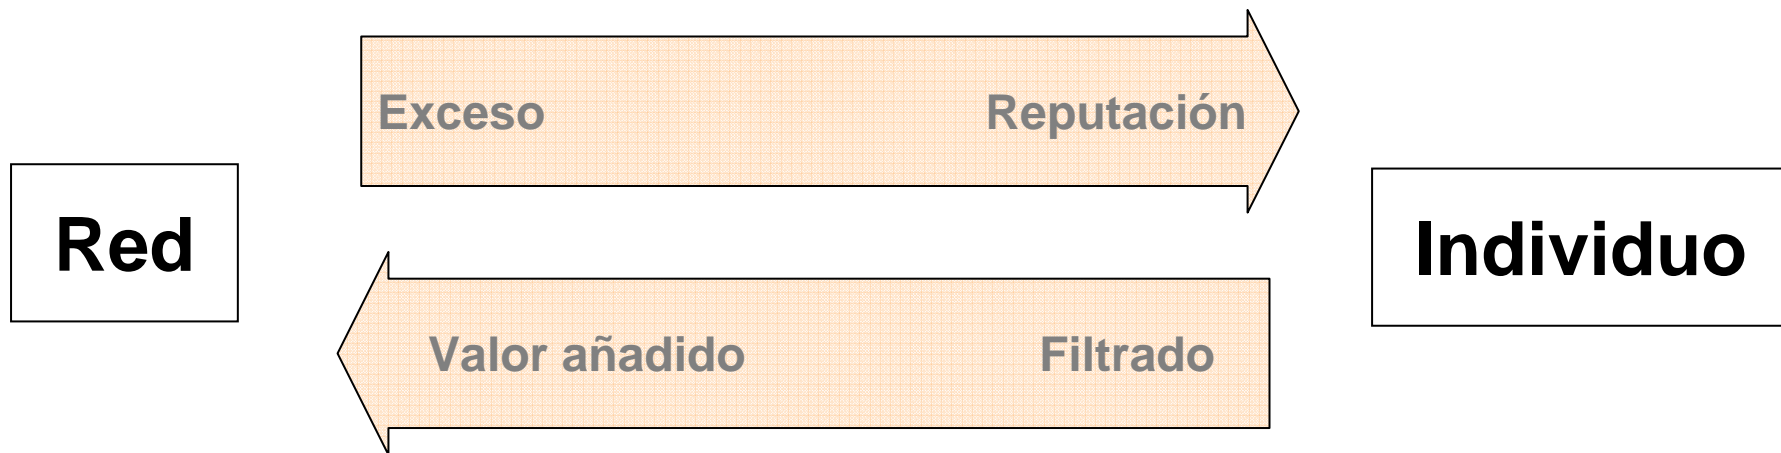 Exceso Reputación
Red
Individuo
Valor añadido Filtrado